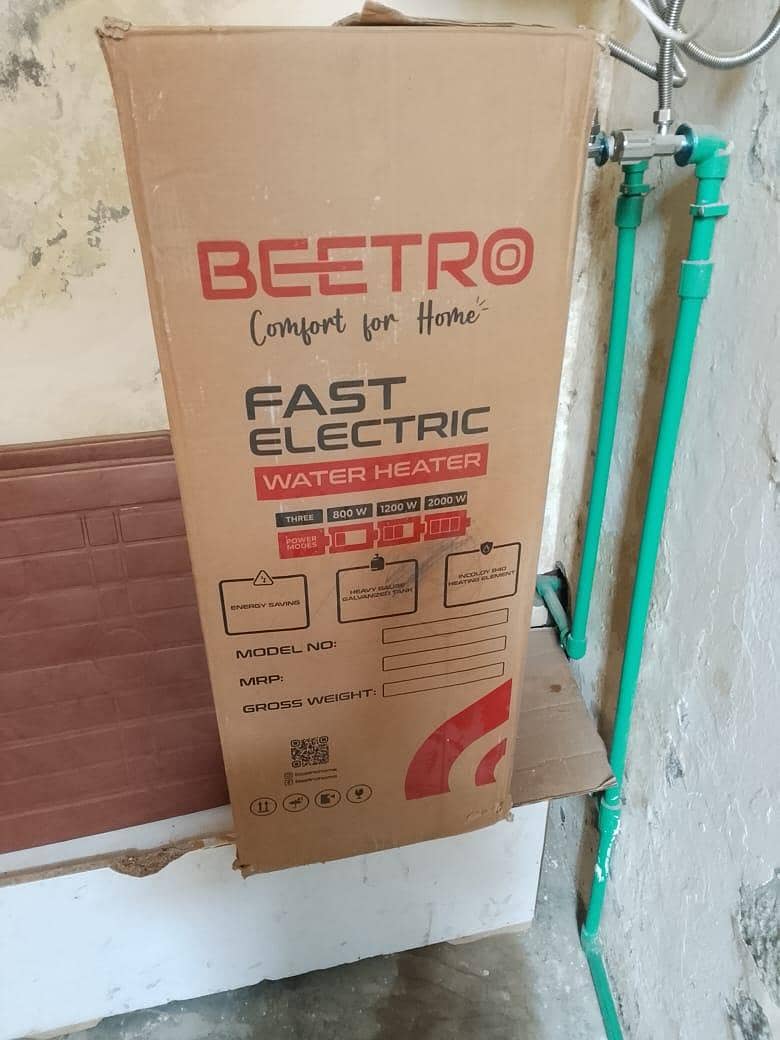 BEETRO
Comfort for Home
FAST
ELECTRIC
WATER HEATER
THREE 800 W 1200 W 2000 W
POWER
MODES
ENERGY SAVING
HEAVY GAUGE
GALVANIZED TANK
INCOLOY 840
HEATING ELEMENT
MODEL NO:
MRP:
GROSS WEIGHT: